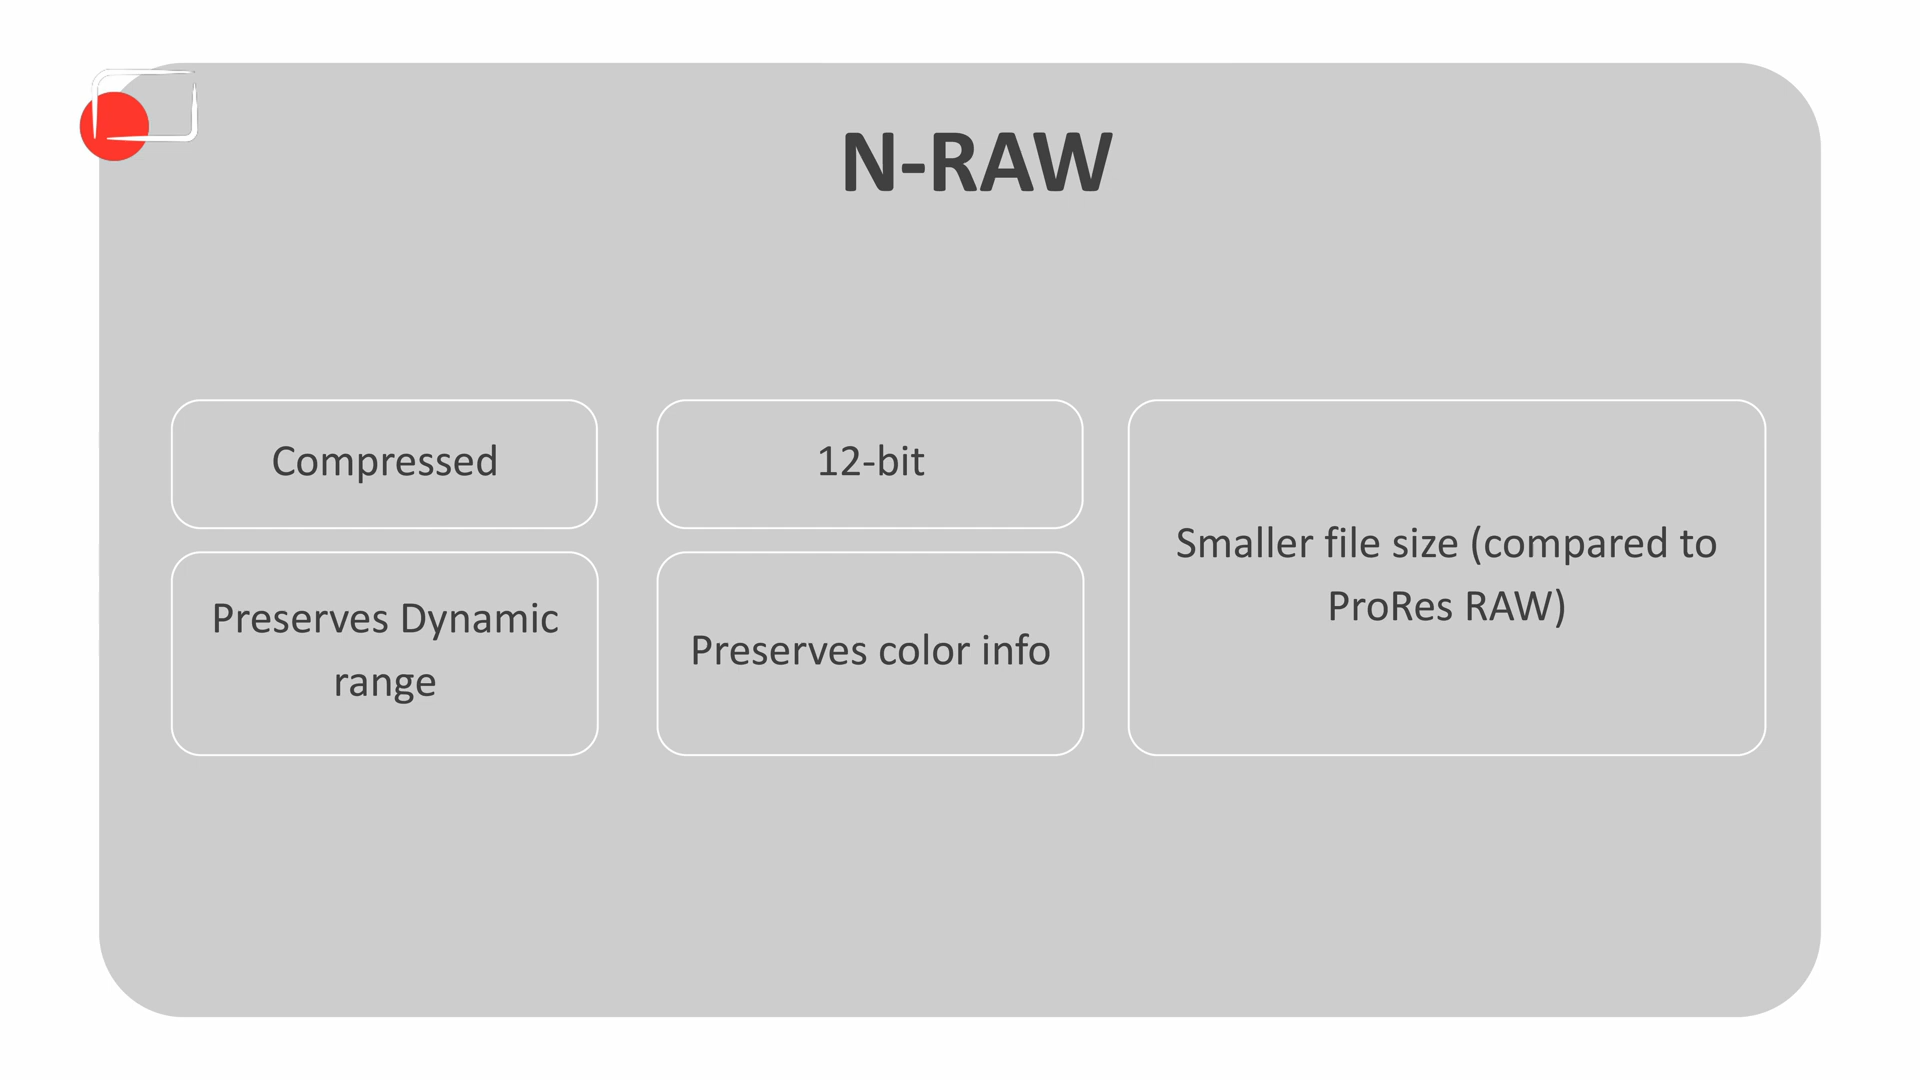 N-RAW
Compressed
12-bit
Preserves Dynamic
range
Preserves color info
Smaller file size (compared to
ProRes RAW)